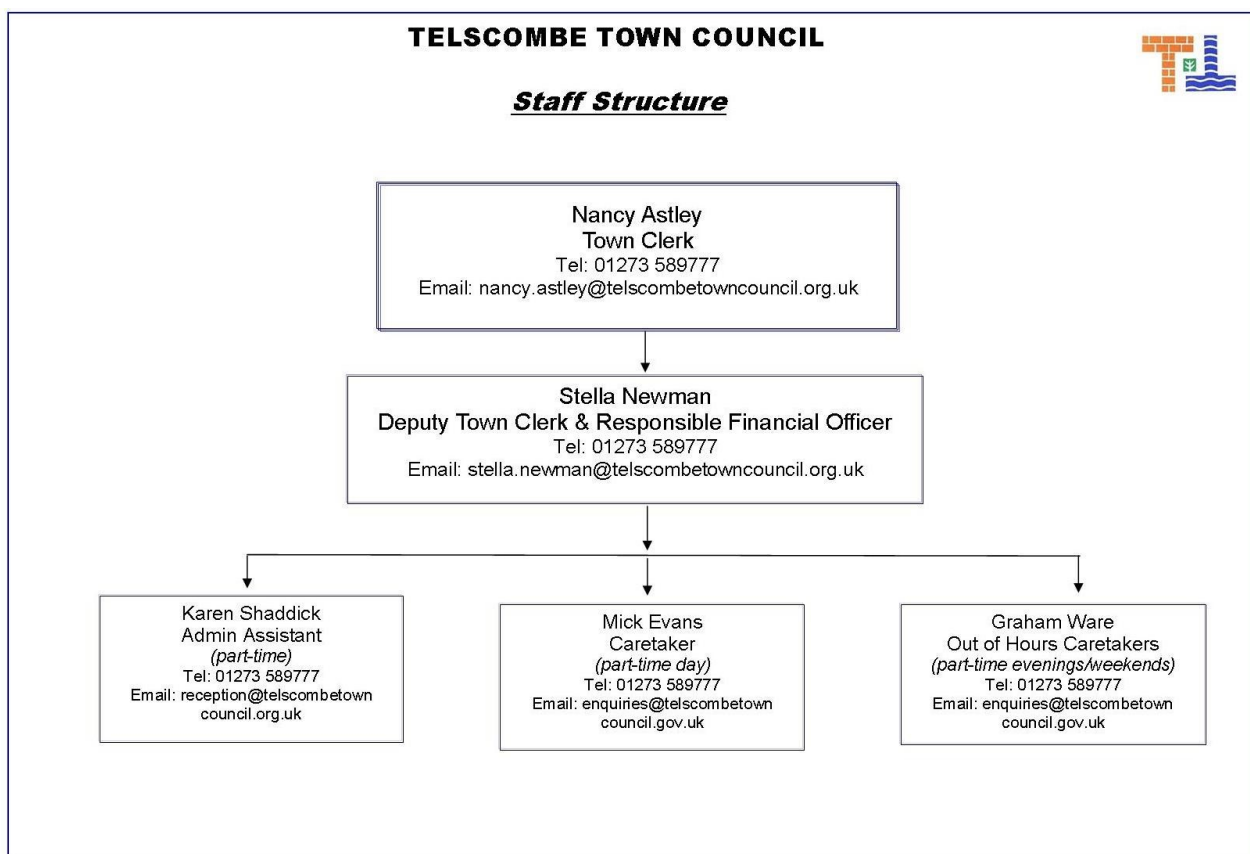 TELSCOMBE TOWN COUNCIL
Staff Structure
Nancy Astley
Town Clerk
Tel: 01273 589777
Email: nancy.astley@telscombetowncouncil.org.uk
Stella Newman
Deputy Town Clerk & Responsible Financial Officer
Tel: 01273 589777
Email: stella.newman@telscombetowncouncil.org.uk
Karen Shaddick
Admin Assistant
(part-time)
Tel: 01273 589777
Email: reception@telscombetown
council.org.uk
Mick Evans
Caretaker
(part-time day)
Tel: 01273 589777
Email: enquiries@telscombetown
council.gov.uk
Graham Ware
Out of Hours Caretakers
(part-time evenings/weekends)
Tel: 01273 589777
Email: enquiries@telscombetown
council.gov.uk